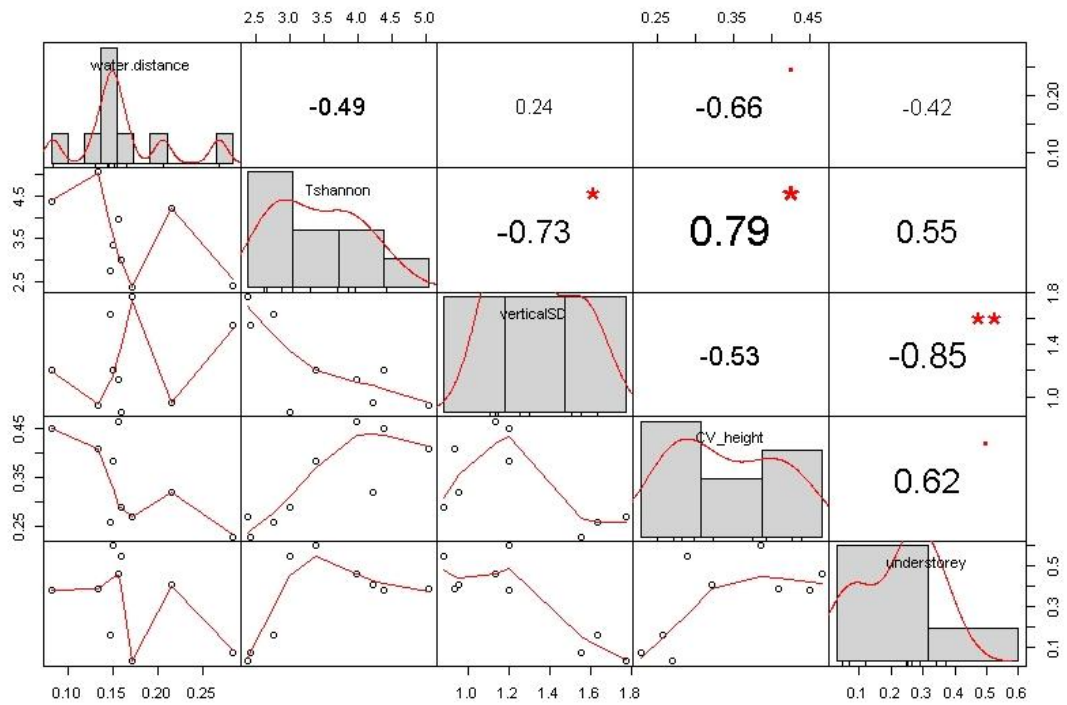 2.5 3.0 3.5 4.0 4.5 5.0 0.25 0.35 0.45
water.distance -0.49 0.24 -0.66 . -0.42 0.10 0.20
2.5 3.5 4.5 Tshannon -0.73 * 0.79 * 0.55
verticalSD -0.53 -0.85 ** 1.0 1.4 1.8
0.25 0.35 0.45 CV_height 0.62 .
understorey 0.1 0.3 0.5
0.10 0.15 0.20 0.25 1.0 1.2 1.4 1.6 1.8 0.1 0.2 0.3 0.4 0.5 0.6